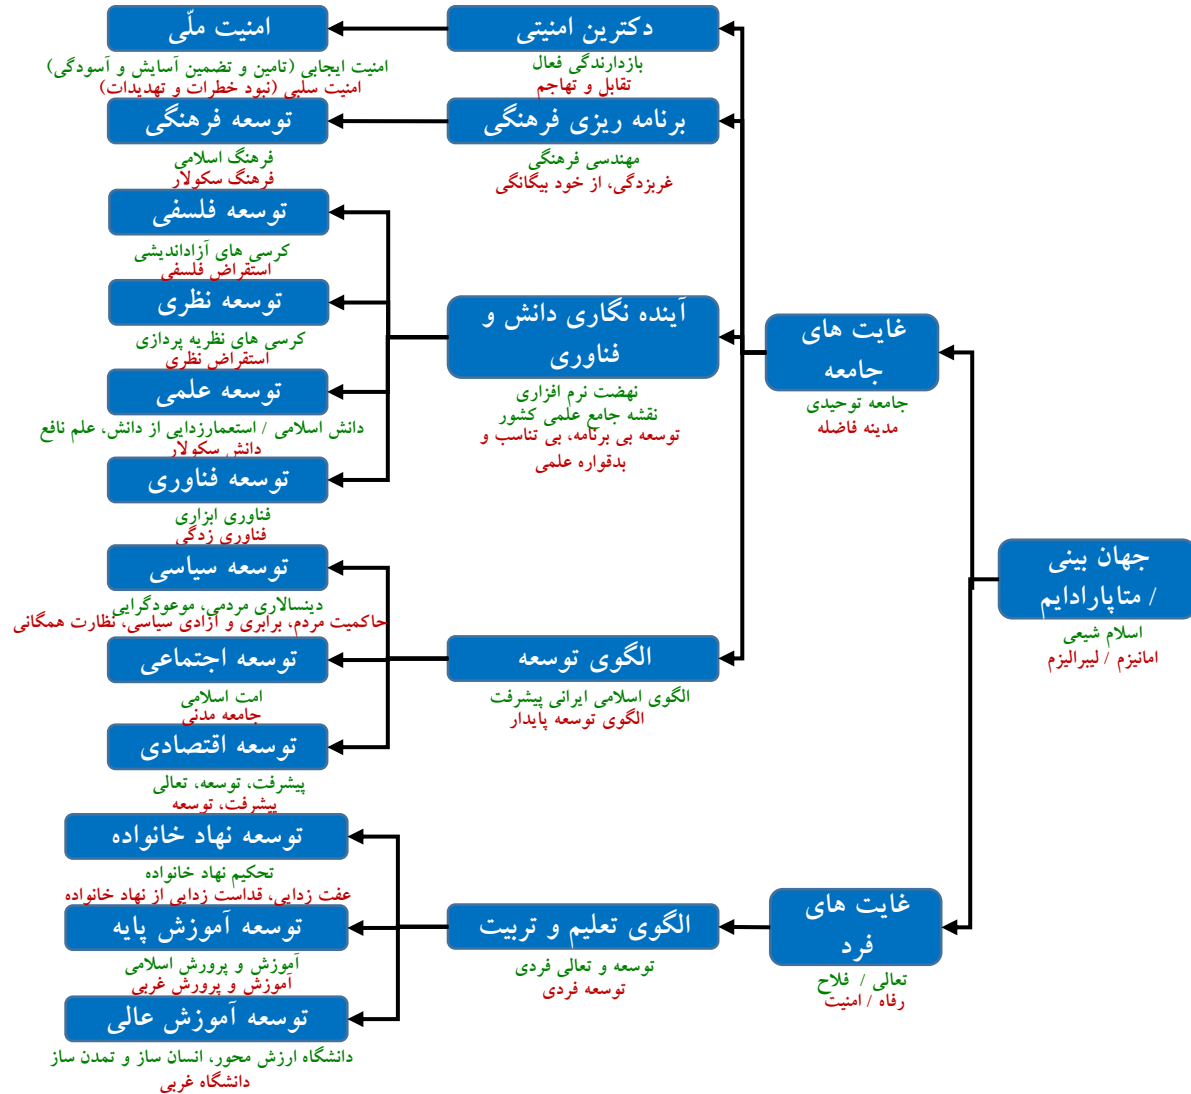 جهان بینی
/ متاپارادایم
اسلام شیعی
امانیزم / لیبرالیزم
غایت های
جامعه
جامعه توحیدی
مدینه فاضله
دکترین امنیتی
بازدارندگی فعال
تقابل و تهاجم
امنیت ملّی
امنیت ایجابی (تامین و تضمین آسایش و آسودگی)
امنیت سلبی (نبود خطرات و تهدیدات)
برنامه ریزی فرهنگی
مهندسی فرهنگی
غربزدگی، از خود بیگانگی
توسعه فرهنگی
فرهنگ اسلامی
فرهنگ سکولار
آینده نگاری دانش و
فناوری
نهضت نرم افزاری
نقشه جامع علمی کشور
توسعه بی برنامه، بی تناسب و
بدقواره علمی
توسعه فلسفی
کرسی های آزاداندیشی
استقراض فلسفی
توسعه نظری
کرسی های نظریه پردازی
استقراض نظری
توسعه علمی
دانش اسلامی / استعمارزدایی از دانش، علم نافع
دانش سکولار
توسعه فناوری
فناوری ابزاری
فناوری زدگی
الگوی توسعه
الگوی اسلامی ایرانی پیشرفت
الگوی توسعه پایدار
توسعه سیاسی
دینسالاری مردمی، موعودگرایی
حاکمیت مردم، برابری و آزادی سیاسی، نظارت همگانی
توسعه اجتماعی
امت اسلامی
جامعه مدنی
توسعه اقتصادی
پیشرفت، توسعه، تعالی
پیشرفت، توسعه
غایت های
فرد
تعالی / فلاح
رفاه / امنیت
الگوی تعلیم و تربیت
توسعه و تعالی فردی
توسعه فردی
توسعه نهاد خانواده
تحکیم نهاد خانواده
عفت زدایی، قداست زدایی از نهاد خانواده
توسعه آموزش پایه
آموزش و پرورش اسلامی
آموزش و پرورش غربی
توسعه آموزش عالی
دانشگاه ارزش محور، انسان ساز و تمدن ساز
دانشگاه غربی